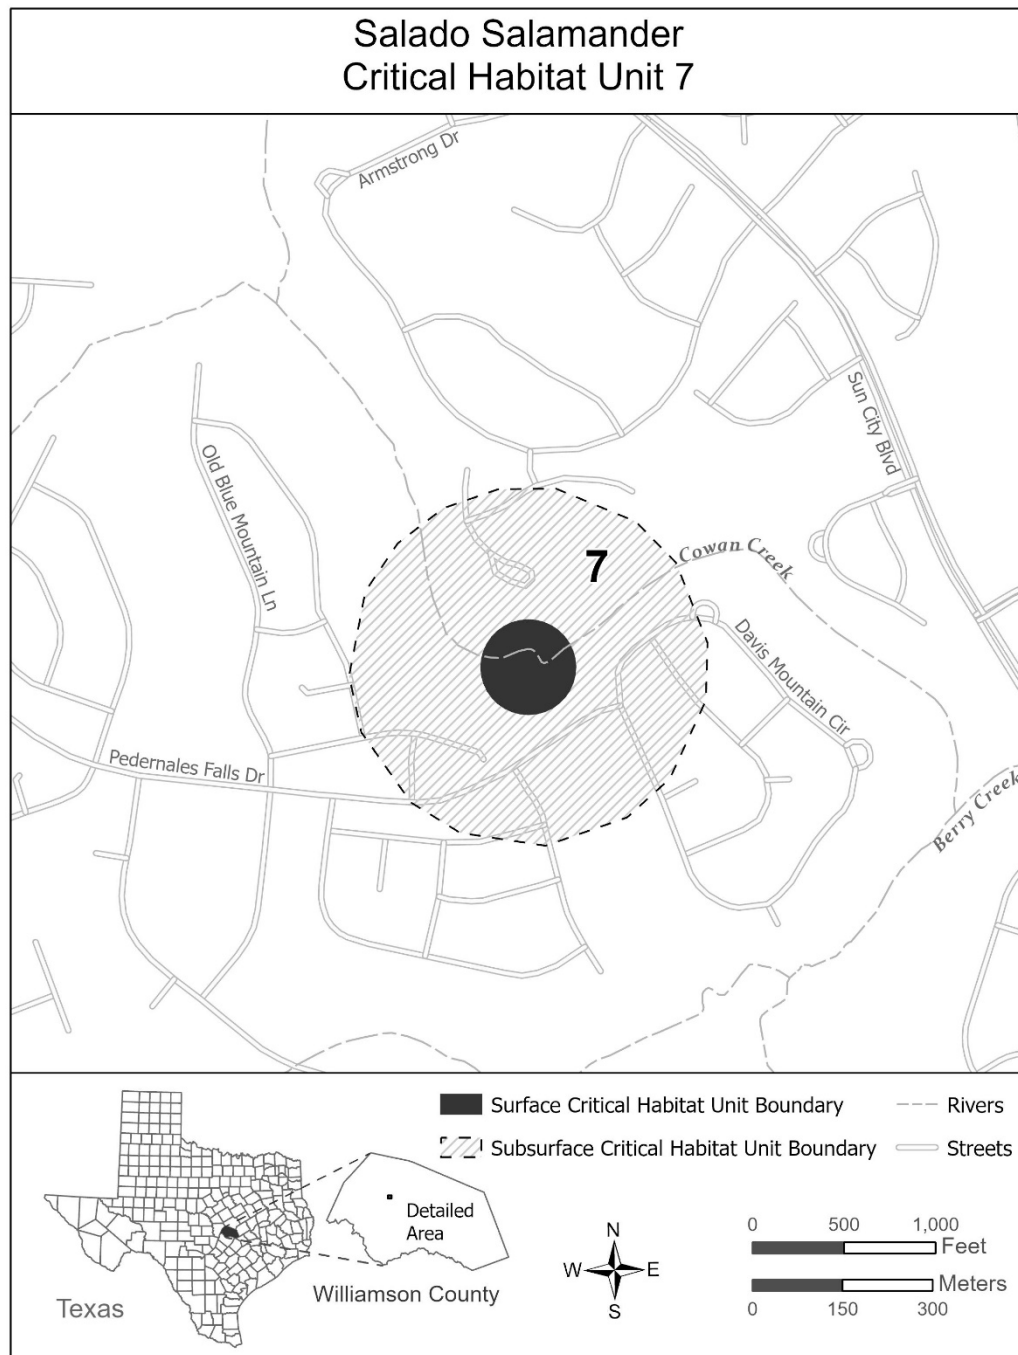 Salado Salamander
Critical Habitat Unit 7
Armstrong Dr
Sun City Blvd
Old Blue Mountain Ln
7
Cowan Creek
Davis Mountain Cir
Pedernales Falls Dr
Berry Creek
Surface Critical Habitat Unit Boundary
Rivers
Subsurface Critical Habitat Unit Boundary
Streets
Detailed
Area
Williamson County
Texas
N
W E
S
0 500 1,000
Feet
Meters
0 150 300